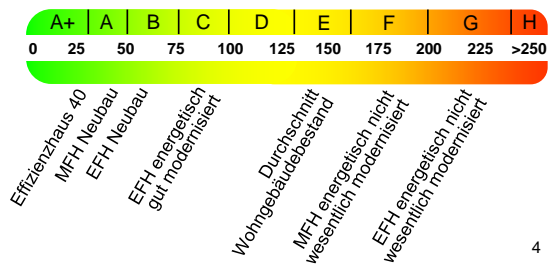 A+ A B C D E F G H
0 25 50 75 100 125 150 175 200 225 >250
Effizienzhaus 40
MFH Neubau
EFH Neubau
EFH energetisch
gut modernisiert
Durchschnitt
Wohngebäudebestand
MFH energetisch nicht
wesentlich modernisiert
EFH energetisch nicht
wesentlich modernisiert
4